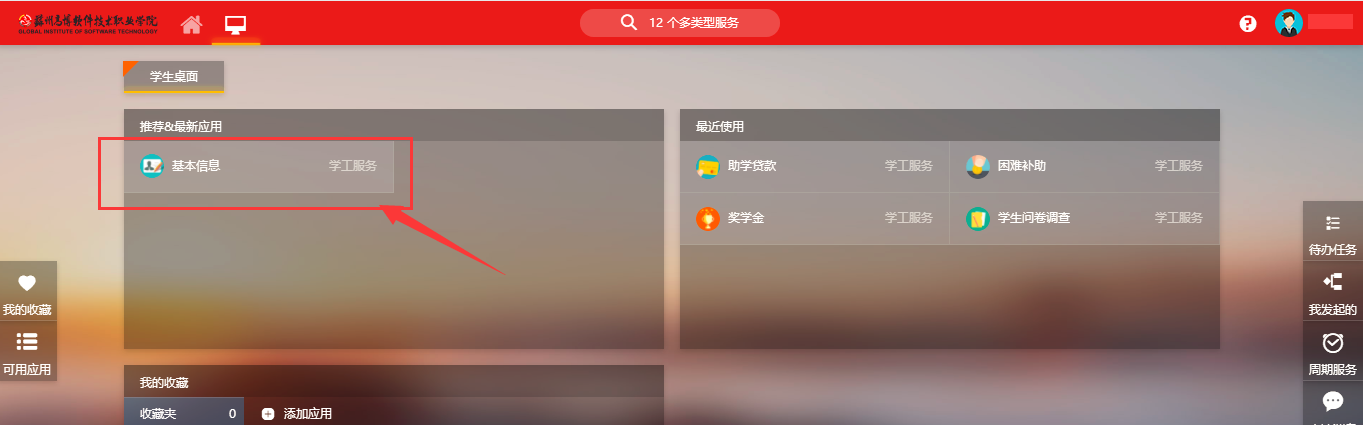 苏州高博软件技术职业学院
GLOBAL INSTITUTE OF SOFTWARE TECHNOLOGY
12 个多类型服务
学生桌面
推荐&最新应用
基本信息 学工服务
最近使用
助学贷款 学工服务
困难补助 学工服务
奖学金 学工服务
学生问卷调查 学工服务
我的收藏
可用应用
待办任务
我发起的
周期服务
我的收藏
收藏夹 0
添加应用